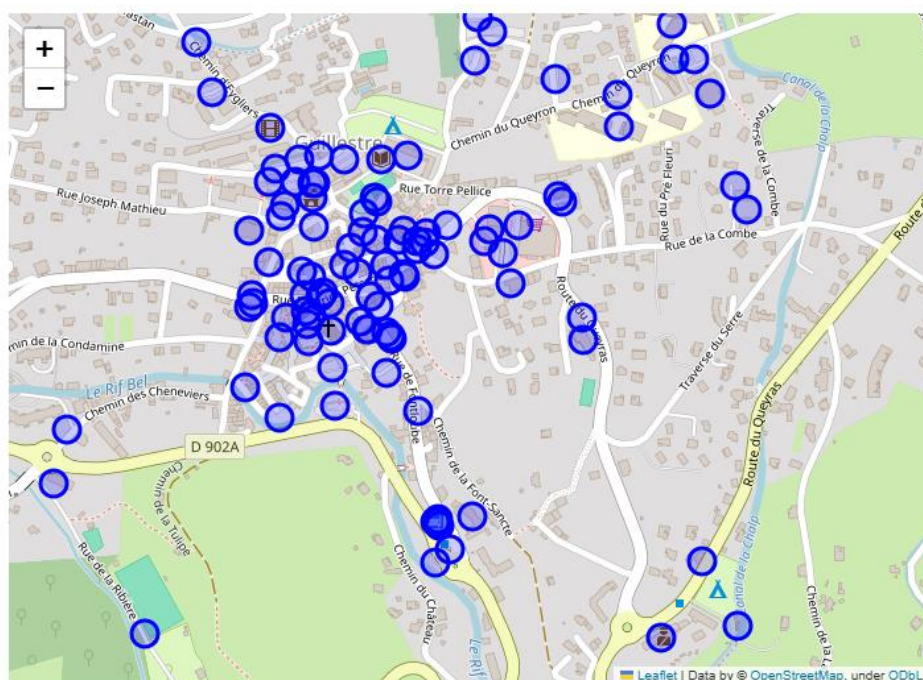 +
−
Chemin d'Eygliers
Guillestre
Chemin du Queyron
Chemin du Queyron
Canal de la Chalp
Traverse de la Combe
Rue Joseph Mathieu
Rue Torre Pellice
Rue du Pré Fleuri
Rue de la Combe
Route du Queyras
Traverse du Serre
Route du Queyras
min de la Condamine
Le Rif Bel
Chemin des Cheneviers
D 902A
Rue de Fontloube
Chemin de la Font-Sancte
Chemin de la Tulipe
Rue de la Ribière
Chemin du Château
Le Rif
Canal de la Chalp
Leaflet | Data by © OpenStreetMap, under ODbL